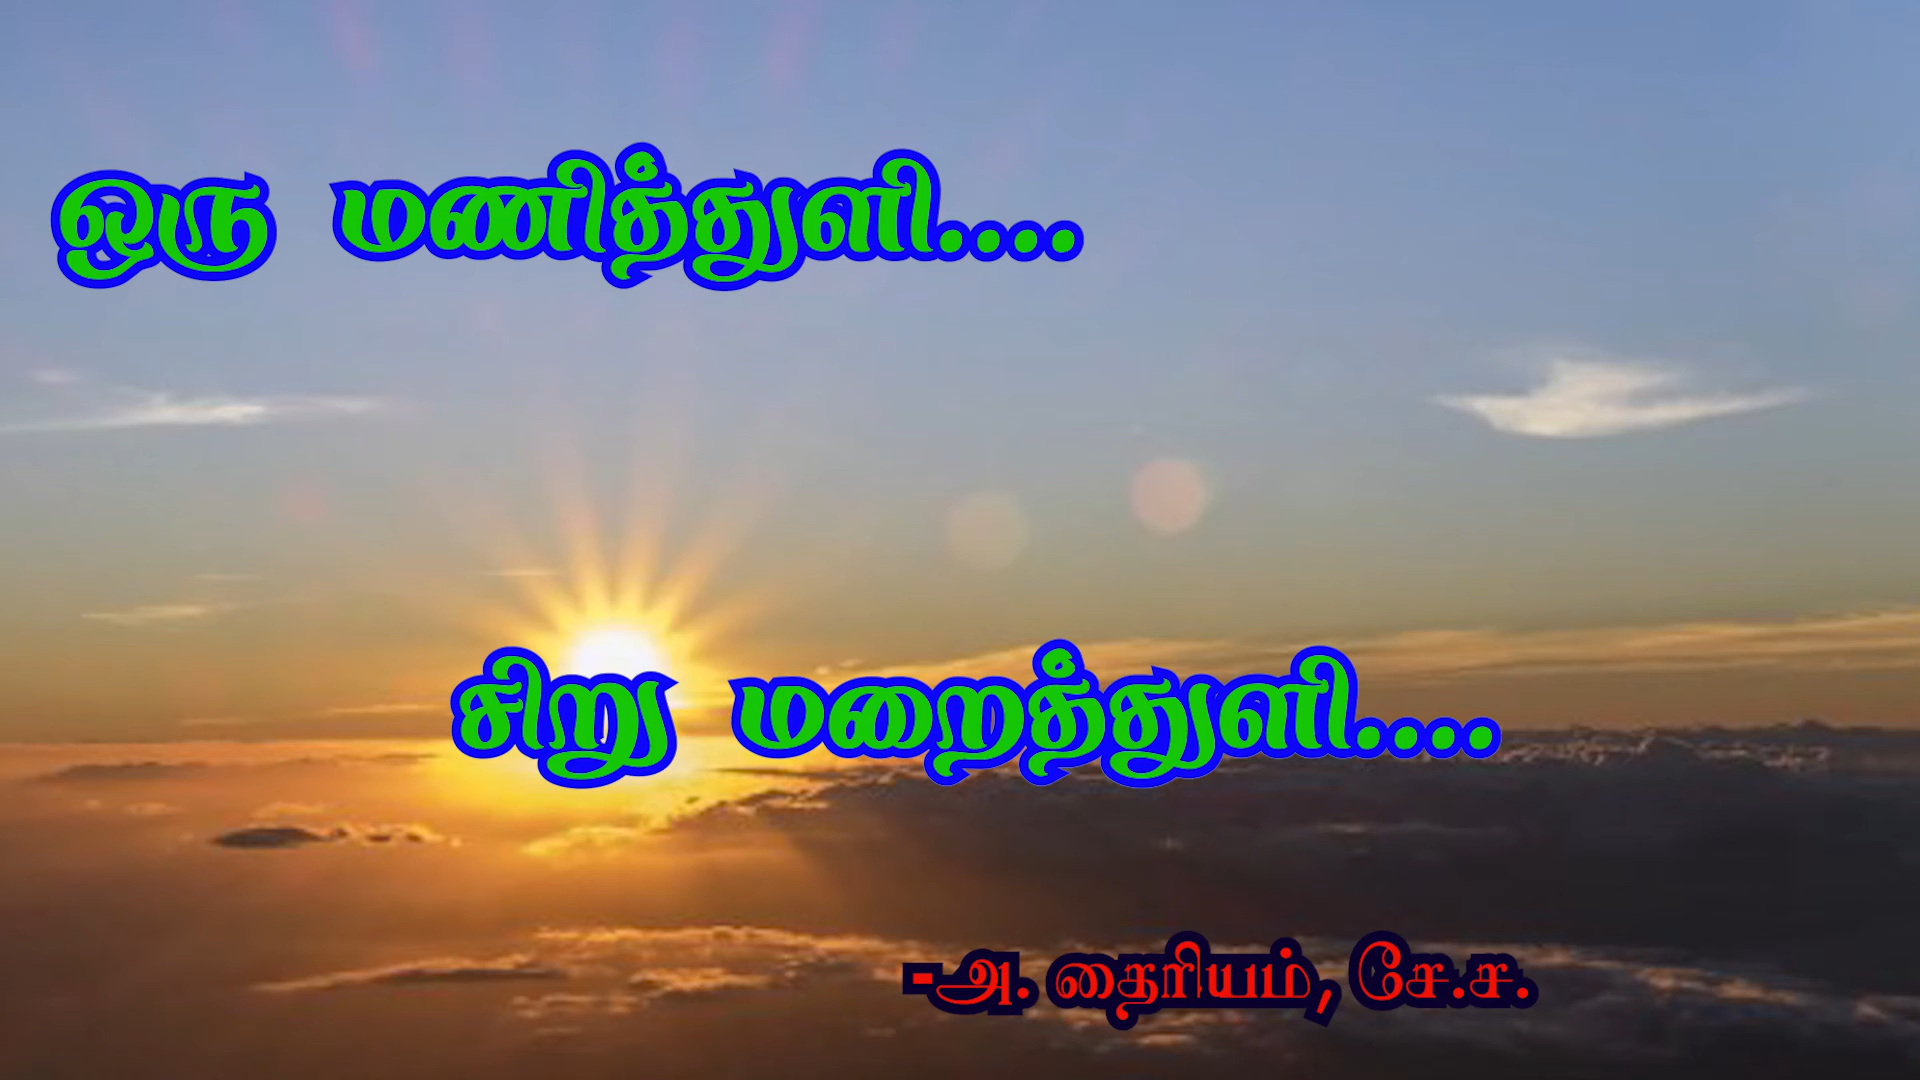 ஒரு மணித்துளி....
சிறு மறைத்துளி....
-அ. தைரியம், சே.ச.